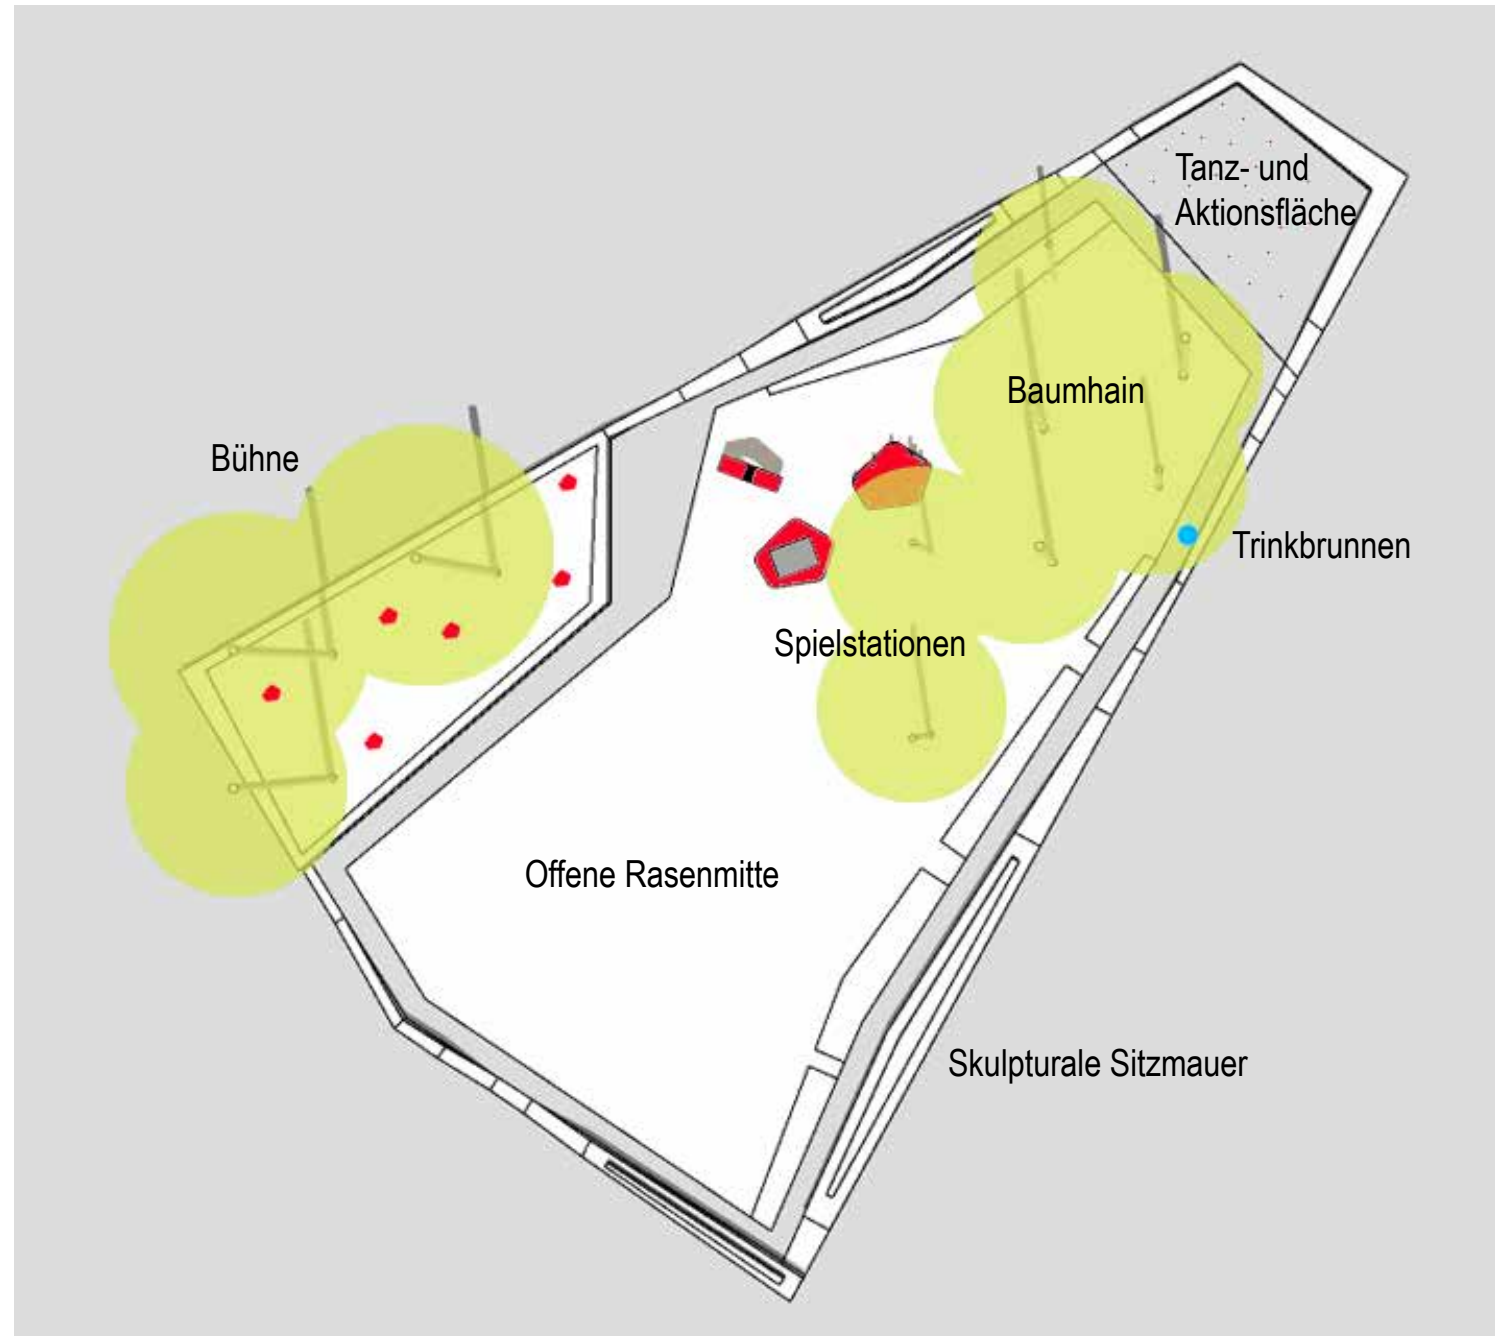 Tanz- und
Aktionsfläche
Baumhain
Bühne
Trinkbrunnen
Spielstationen
Offene Rasenmitte
Skulpturale Sitzmauer